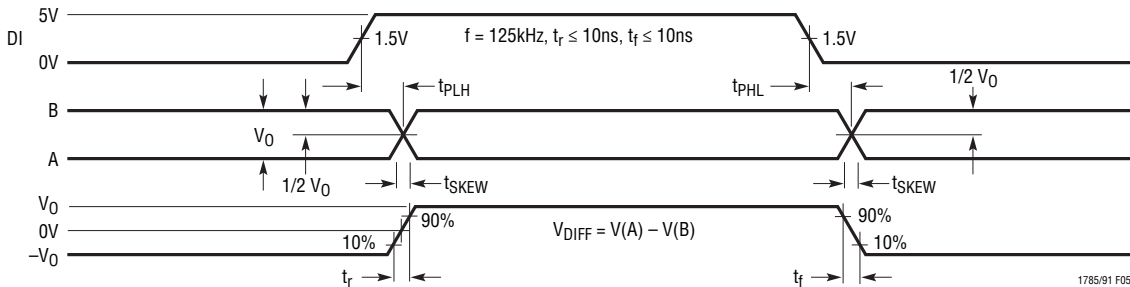 5V
DI
0V
1.5V
f = 125kHz, tr ≤ 10ns, tf ≤ 10ns
1.5V
tPLH
tPHL
1/2 VO
B
VO
A
1/2 VO
tSKEW
tSKEW
VO
0V
–VO
90%
10%
VDIFF = V(A) – V(B)
90%
10%
tr
tf
1785/91 F05